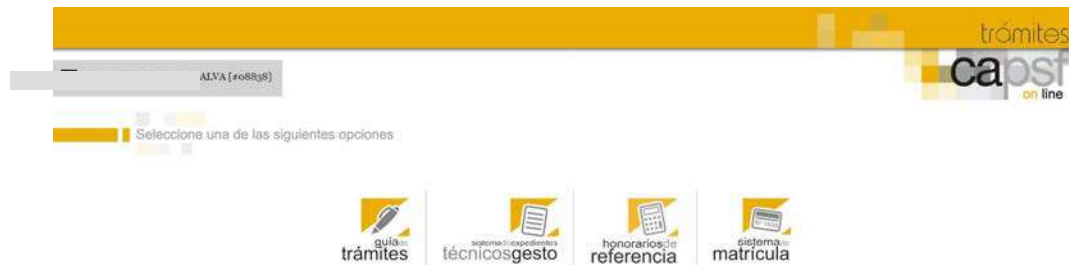 trámites
capsf
on line
ALVA [#08838]
Seleccione una de las siguientes opciones
guía de
trámites
sistema de expedientes
técnicos gesto
honorarios de
referencia
sistema de
matrícula